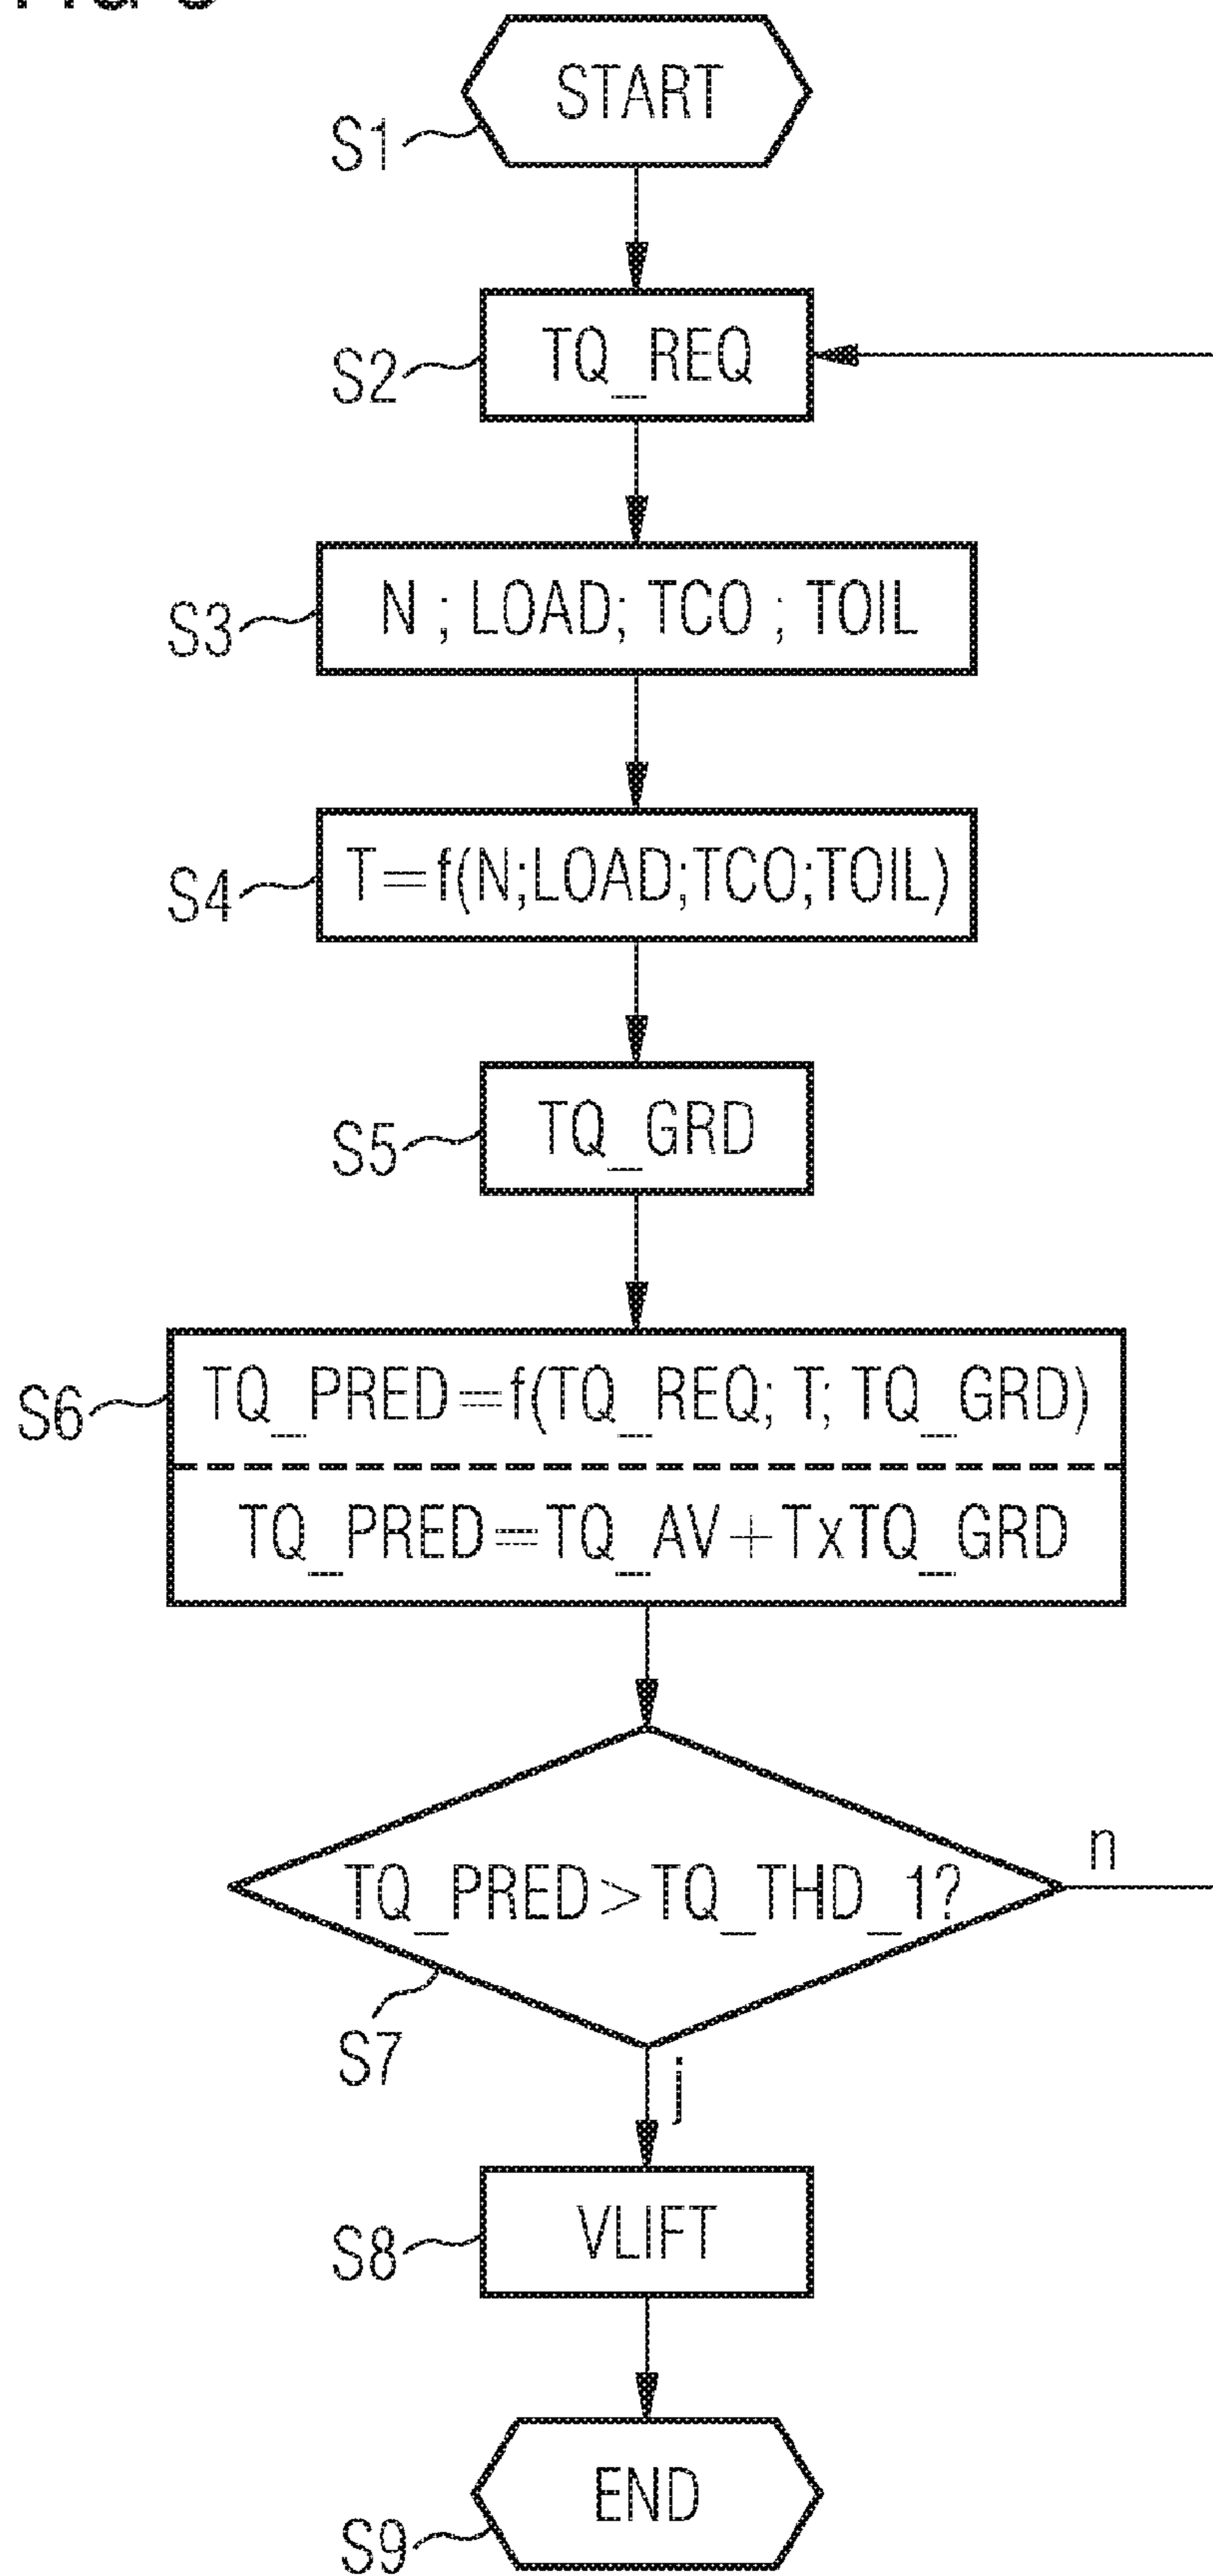 START
S1
TQ_REQ
S2
N ; LOAD; TCO ; TOIL
S3
T=f(N;LOAD;TCO;TOIL)
S4
TQ_GRD
S5
TQ_PRED=f(TQ_REQ; T; TQ_GRD)
S6
TQ_PRED=TQ_AV+TxTQ_GRD
TQ_PRED>TQ_THD_1?
n
S7
j
VLIFT
S8
END
S9